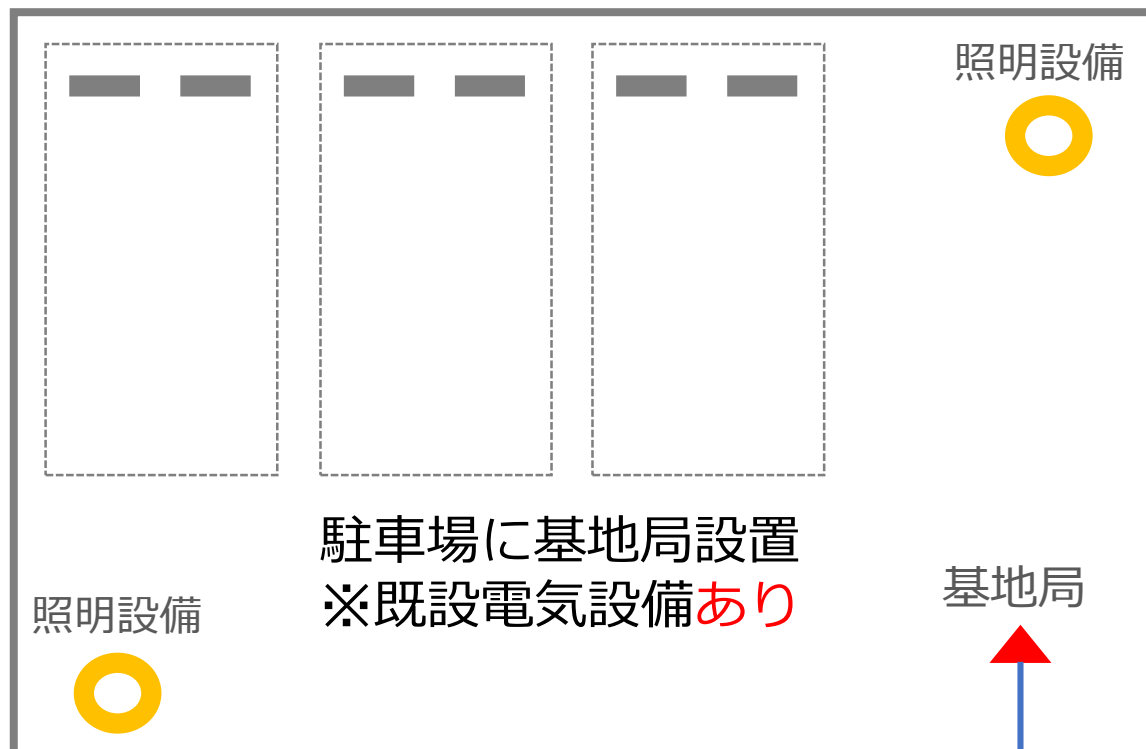 照明設備
駐車場に基地局設置
※既設電気設備あり
基地局
照明設備